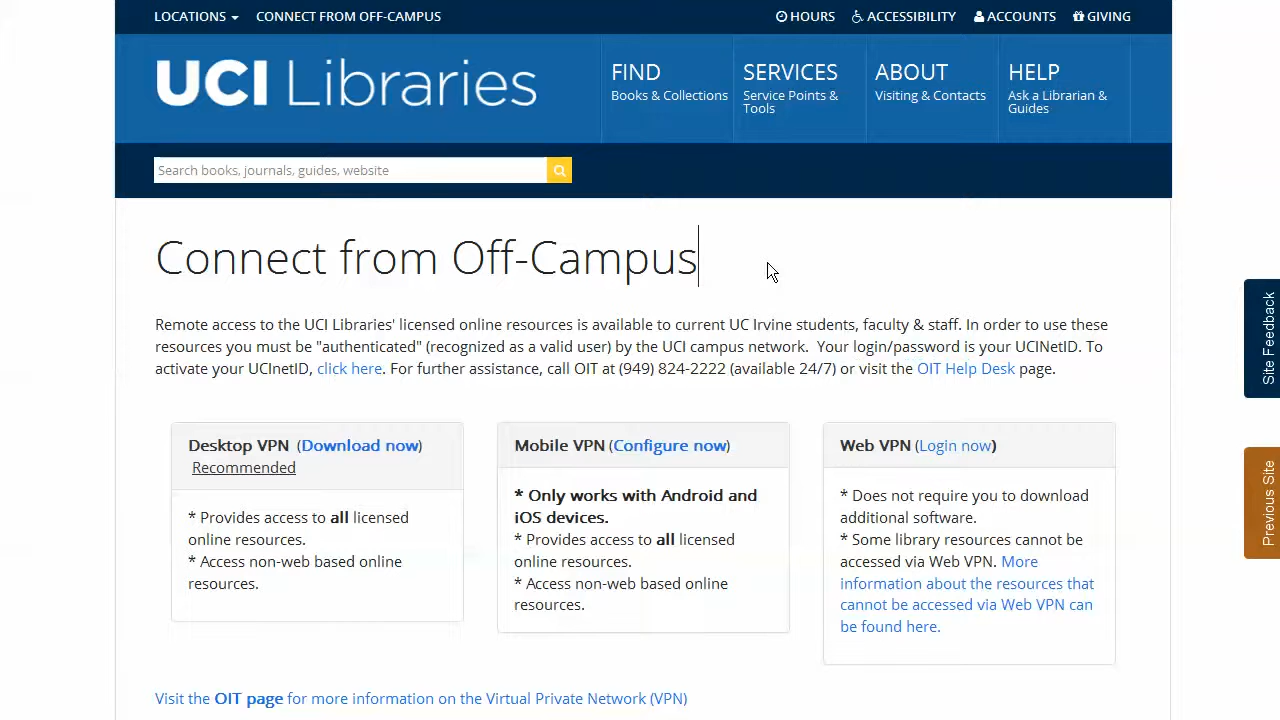 LOCATIONS CONNECT FROM OFF-CAMPUS HOURS ACCESSIBILITY ACCOUNTS GIVING
UCI Libraries
FIND
Books & Collections
SERVICES
Service Points &
Tools
ABOUT
Visiting & Contacts
HELP
Ask a Librarian &
Guides
Search books, journals, guides, website
Connect from Off-Campus
Remote access to the UCI Libraries' licensed online resources is available to current UC Irvine students, faculty & staff. In order to use these
resources you must be "authenticated" (recognized as a valid user) by the UCI campus network. Your login/password is your UCINetID. To
activate your UCInetID, click here. For further assistance, call OIT at (949) 824-2222 (available 24/7) or visit the OIT Help Desk page.
Desktop VPN (Download now)
Recommended
* Provides access to all licensed
online resources.
* Access non-web based online
resources.
Mobile VPN (Configure now)
* Only works with Android and
iOS devices.
* Provides access to all licensed
online resources.
* Access non-web based online
resources.
Web VPN (Login now)
* Does not require you to download
additional software.
* Some library resources cannot be
accessed via Web VPN. More
information about the resources that
cannot be accessed via Web VPN can
be found here.
Visit the OIT page for more information on the Virtual Private Network (VPN)
Site Feedback
Previous Site